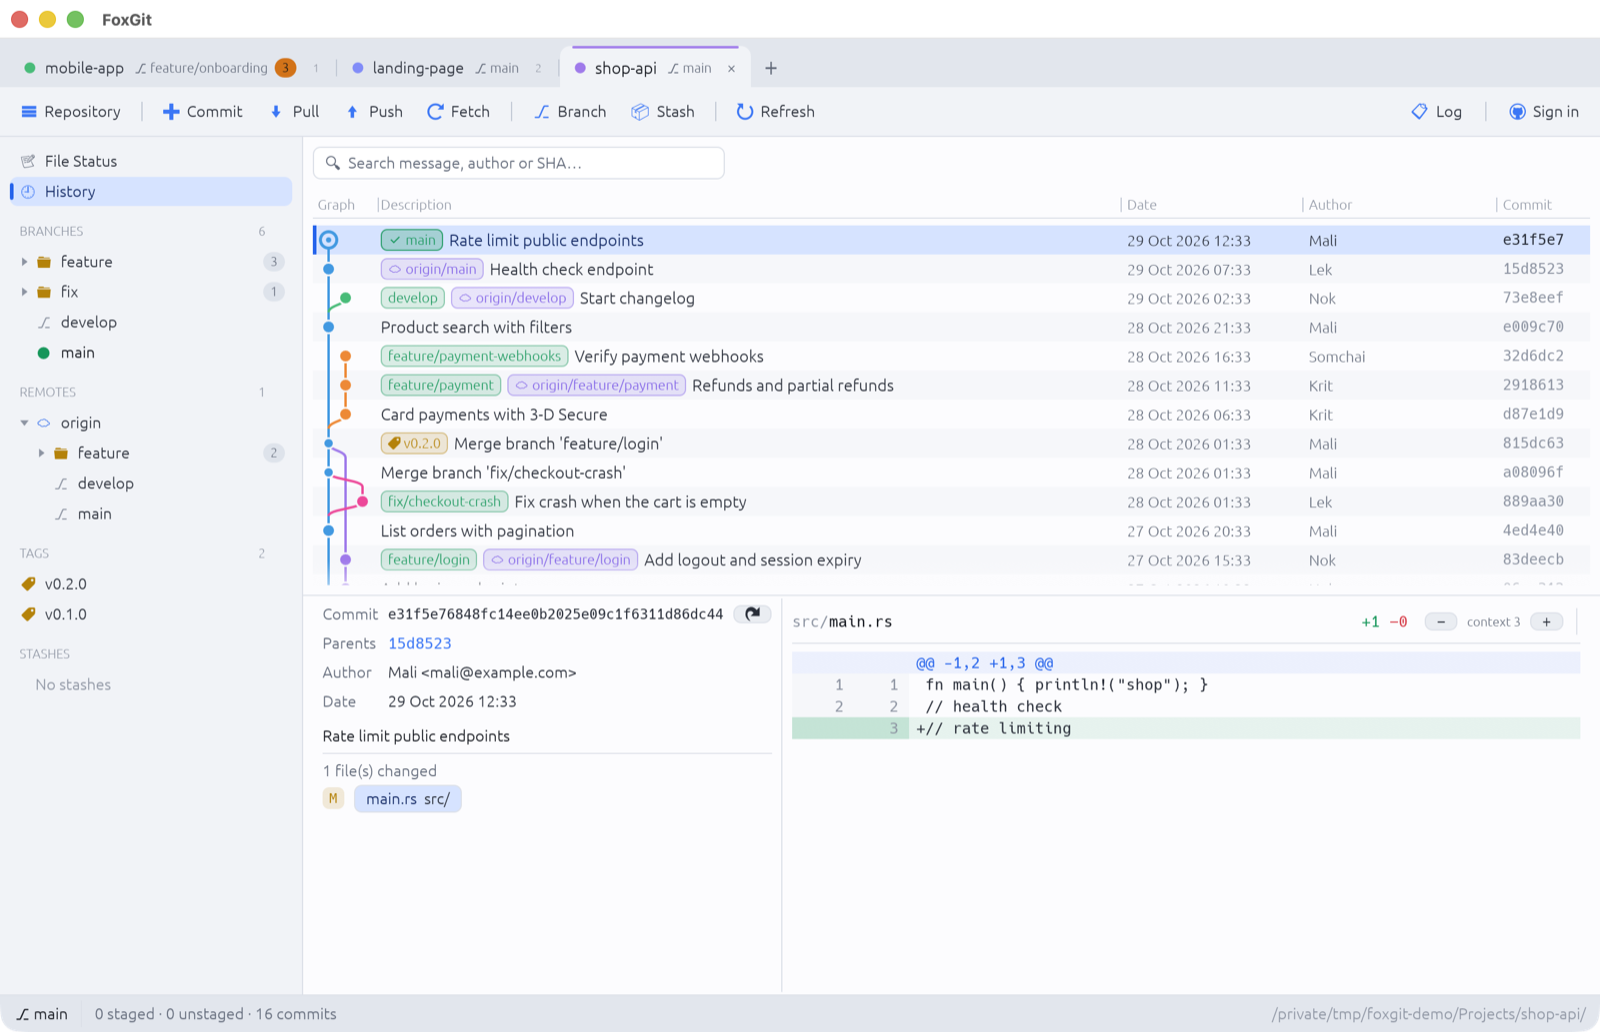 FoxGit
mobile-app feature/onboarding 3 1 landing-page main 2 shop-api main × +
Repository Commit Pull Push Fetch Branch Stash Refresh Log Sign in
File Status
History
BRANCHES 6
feature 3
fix 1
develop
main
REMOTES 1
origin
feature 2
develop
main
TAGS 2
v0.2.0
v0.1.0
STASHES
No stashes
Search message, author or SHA...
Graph Description Date Author Commit
main Rate limit public endpoints 29 Oct 2026 12:33 Mali e31f5e7
origin/main Health check endpoint 29 Oct 2026 07:33 Lek 15d8523
develop origin/develop Start changelog 29 Oct 2026 02:33 Nok 73e8eef
Product search with filters 28 Oct 2026 21:33 Mali e009c70
feature/payment-webhooks Verify payment webhooks 28 Oct 2026 16:33 Somchai 32d6dc2
feature/payment origin/feature/payment Refunds and partial refunds 28 Oct 2026 11:33 Krit 2918613
Card payments with 3-D Secure 28 Oct 2026 06:33 Krit d87e1d9
v0.2.0 Merge branch 'feature/login' 28 Oct 2026 01:33 Mali 815dc63
Merge branch 'fix/checkout-crash' 28 Oct 2026 01:33 Mali a08096f
fix/checkout-crash Fix crash when the cart is empty 28 Oct 2026 01:33 Lek 889aa30
List orders with pagination 27 Oct 2026 20:33 Mali 4ed4e40
feature/login origin/feature/login Add logout and session expiry 27 Oct 2026 15:33 Nok 83deecb
Commit e31f5e76848fc14ee0b2025e09c1f6311d86dc44
Parents 15d8523
Author Mali <mali@example.com>
Date 29 Oct 2026 12:33
Rate limit public endpoints
1 file(s) changed
M main.rs src/
src/main.rs +1 −0 − context 3 +
@@ -1,2 +1,3 @@
1 1 fn main() { println!("shop"); }
2 2 // health check
3 +// rate limiting
main 0 staged · 0 unstaged · 16 commits /private/tmp/foxgit-demo/Projects/shop-api/